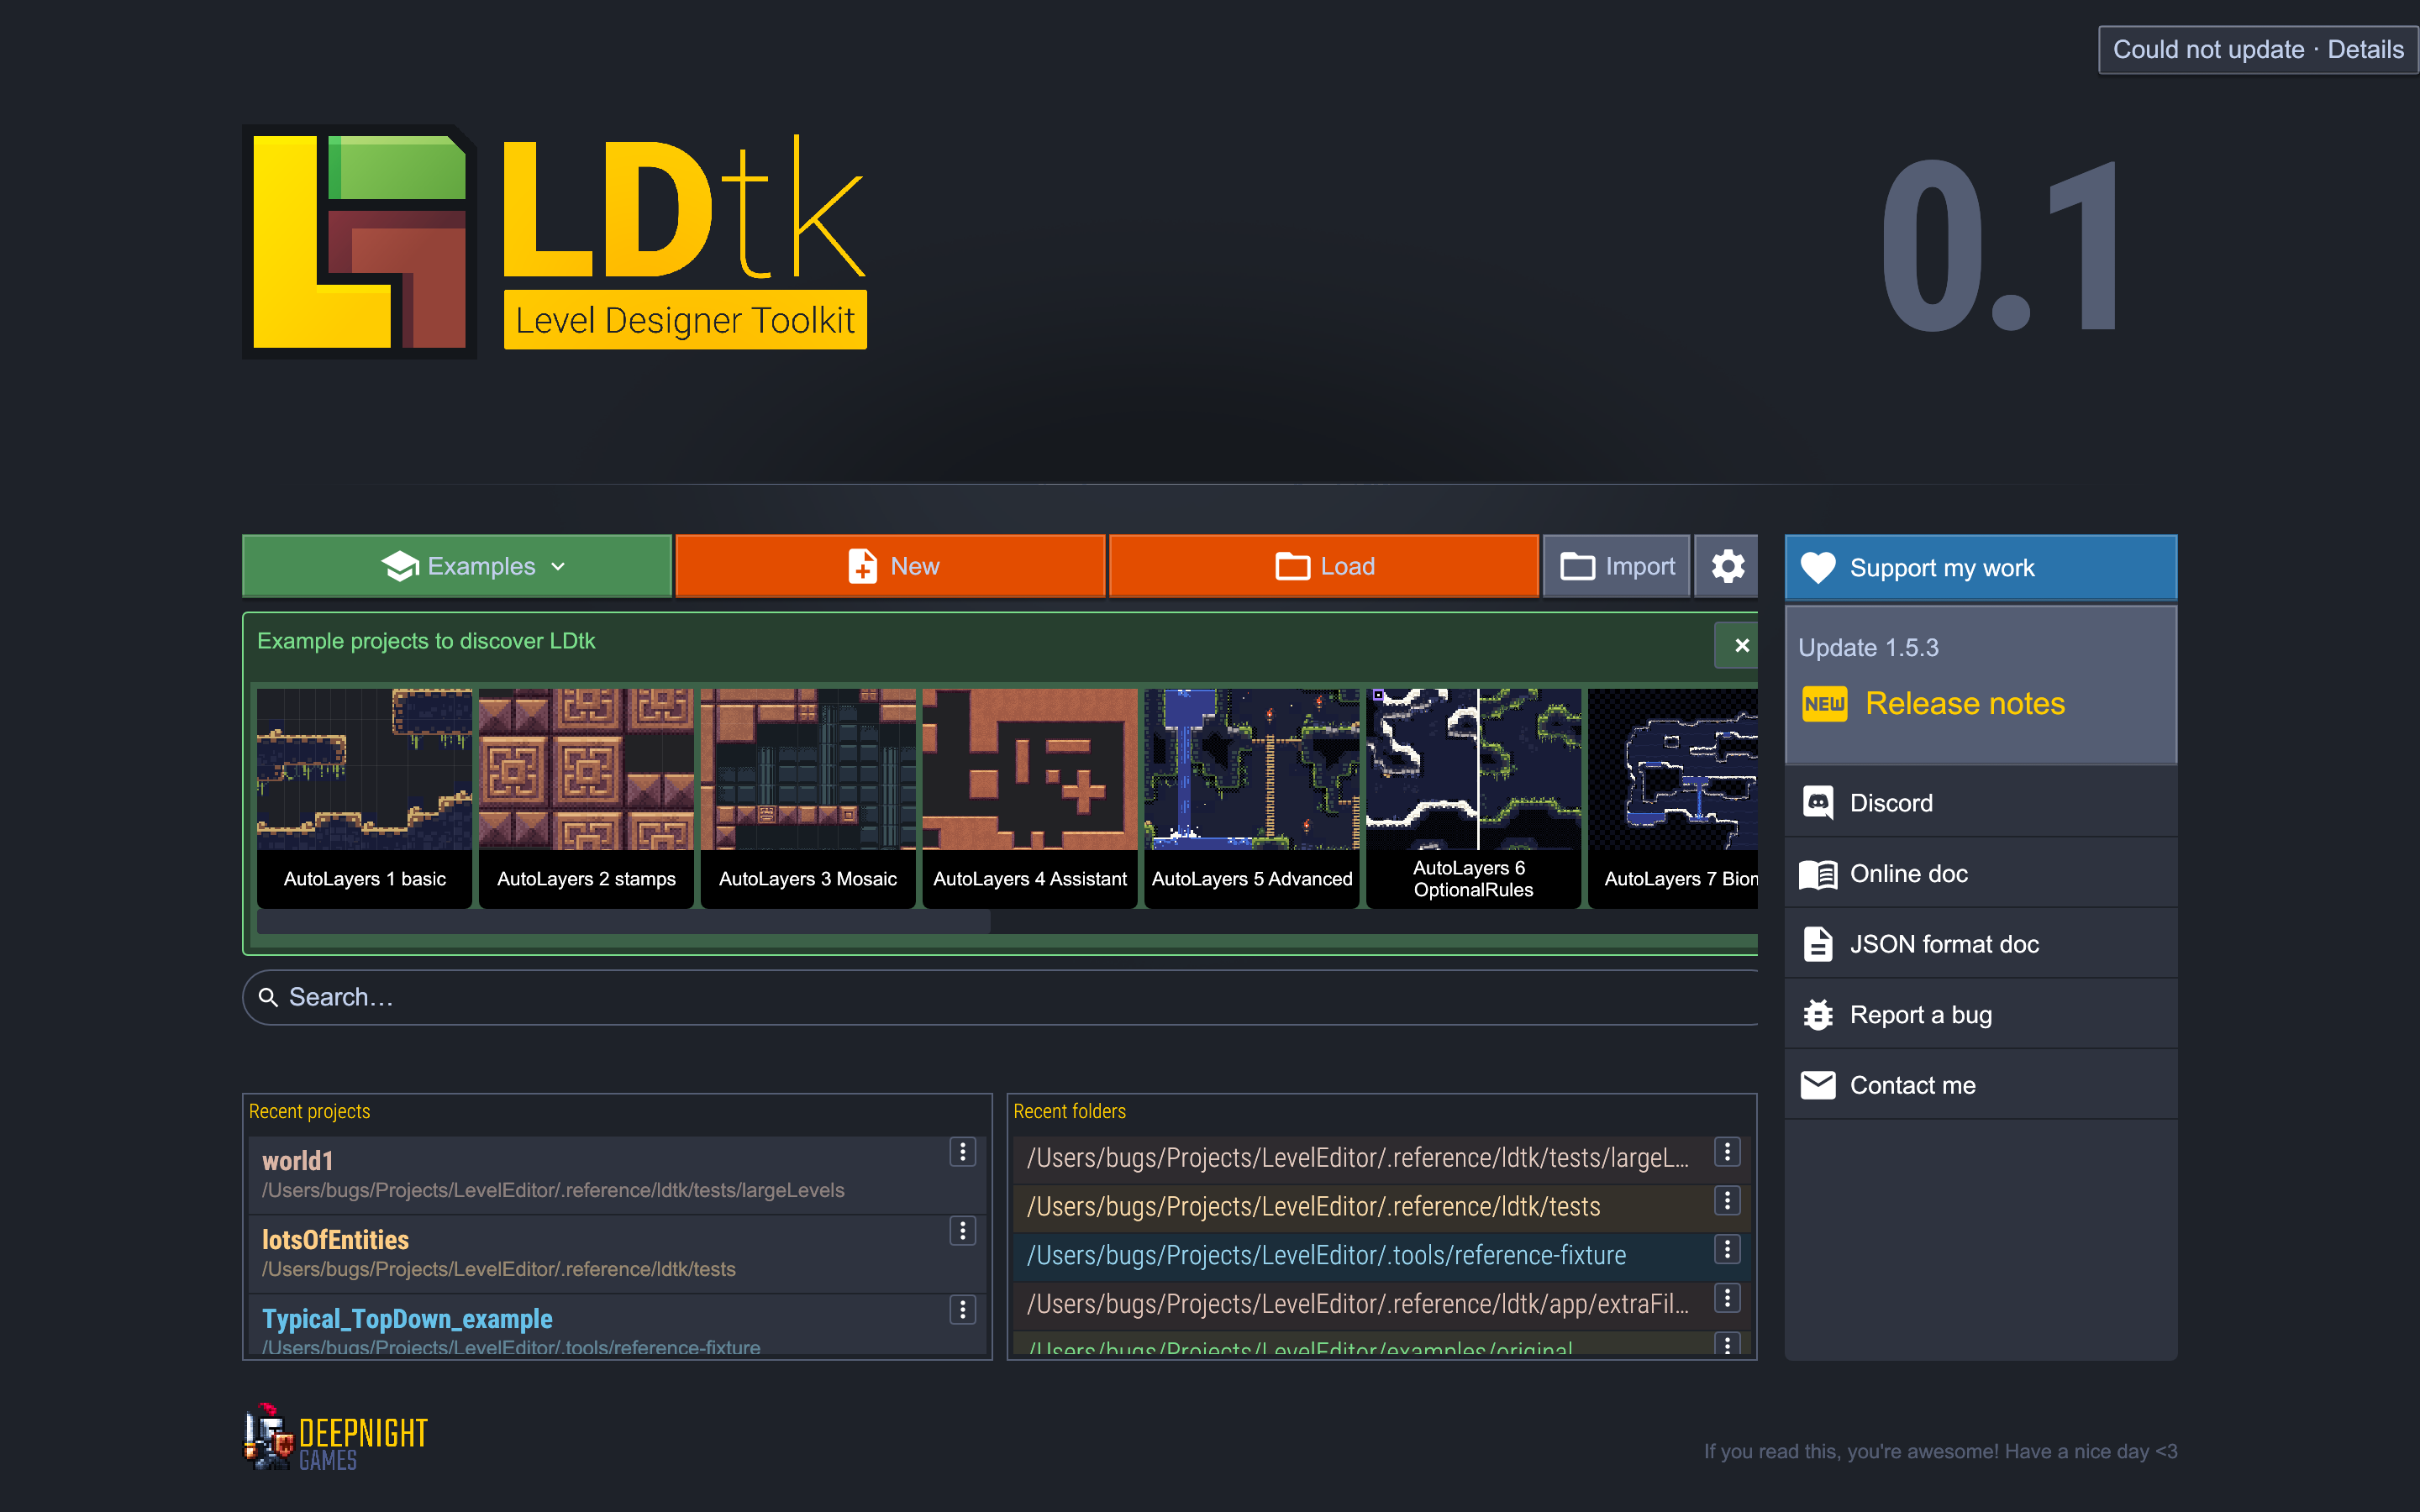 Could not update · Details
LDtk
Level Designer Toolkit
0.1
Examples
New
Load
Import
Support my work
Example projects to discover LDtk
Update 1.5.3
NEW Release notes
AutoLayers 1 basic
AutoLayers 2 stamps
AutoLayers 3 Mosaic
AutoLayers 4 Assistant
AutoLayers 5 Advanced
AutoLayers 6
OptionalRules
AutoLayers 7
Discord
Online doc
JSON format doc
Report a bug
Contact me
Search...
Recent projects
world1
/Users/bugs/Projects/LevelEditor/.reference/ldtk/tests/largeLevels
lotsOfEntities
/Users/bugs/Projects/LevelEditor/.reference/ldtk/tests
Typical_TopDown_example
/Users/bugs/Projects/LevelEditor/.tools/reference-fixture
Recent folders
/Users/bugs/Projects/LevelEditor/.reference/ldtk/tests/largeL...
/Users/bugs/Projects/LevelEditor/.reference/ldtk/tests
/Users/bugs/Projects/LevelEditor/.tools/reference-fixture
/Users/bugs/Projects/LevelEditor/.reference/ldtk/app/extraFil...
/Users/bugs/Projects/LevelEditor/examples/original
DEEPNIGHT
GAMES
If you read this, you're awesome! Have a nice day <3